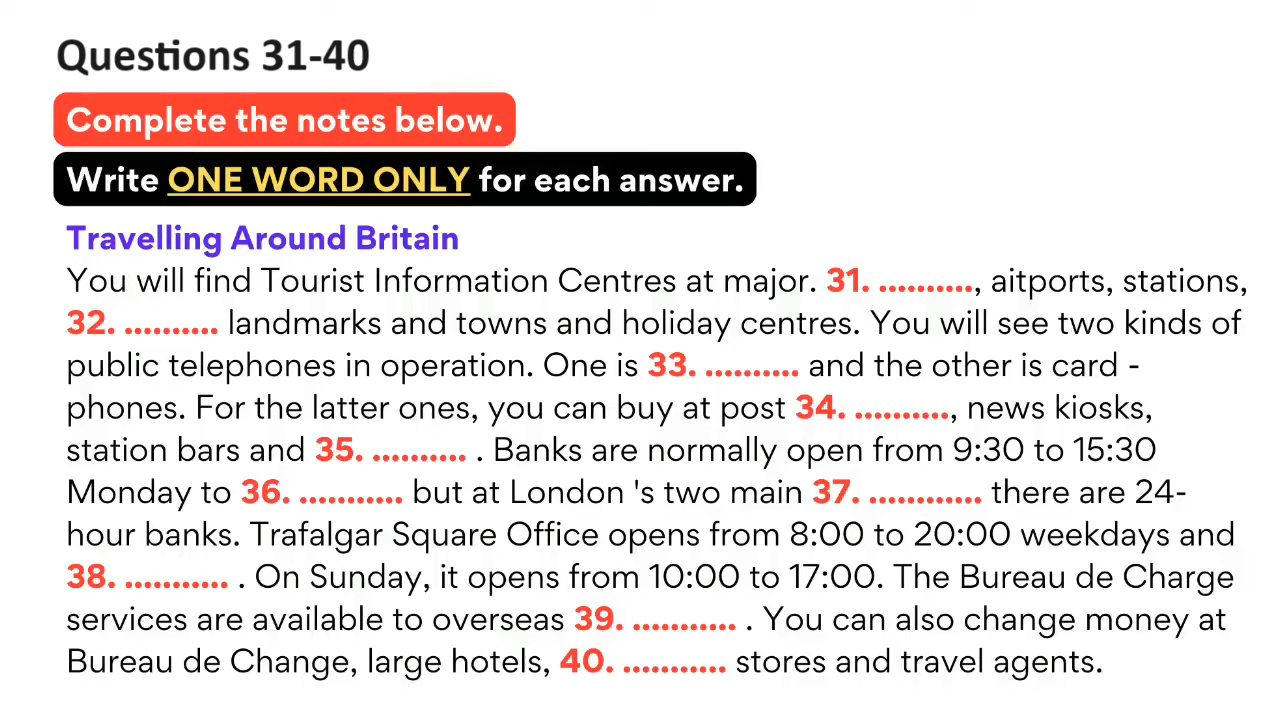 Questions 31-40
Complete the notes below.
Write ONE WORD ONLY for each answer.
Travelling Around Britain
You will find Tourist Information Centres at major. 31. .........., aitports, stations,
32. .......... landmarks and towns and holiday centres. You will see two kinds of
public telephones in operation. One is 33. .......... and the other is card -
phones. For the latter ones, you can buy at post 34. .........., news kiosks,
station bars and 35. .......... . Banks are normally open from 9:30 to 15:30
Monday to 36. ........... but at London 's two main 37. ............ there are 24-
hour banks. Trafalgar Square Office opens from 8:00 to 20:00 weekdays and
38. ........... . On Sunday, it opens from 10:00 to 17:00. The Bureau de Charge
services are available to overseas 39. ........... . You can also change money at
Bureau de Change, large hotels, 40. ........... stores and travel agents.